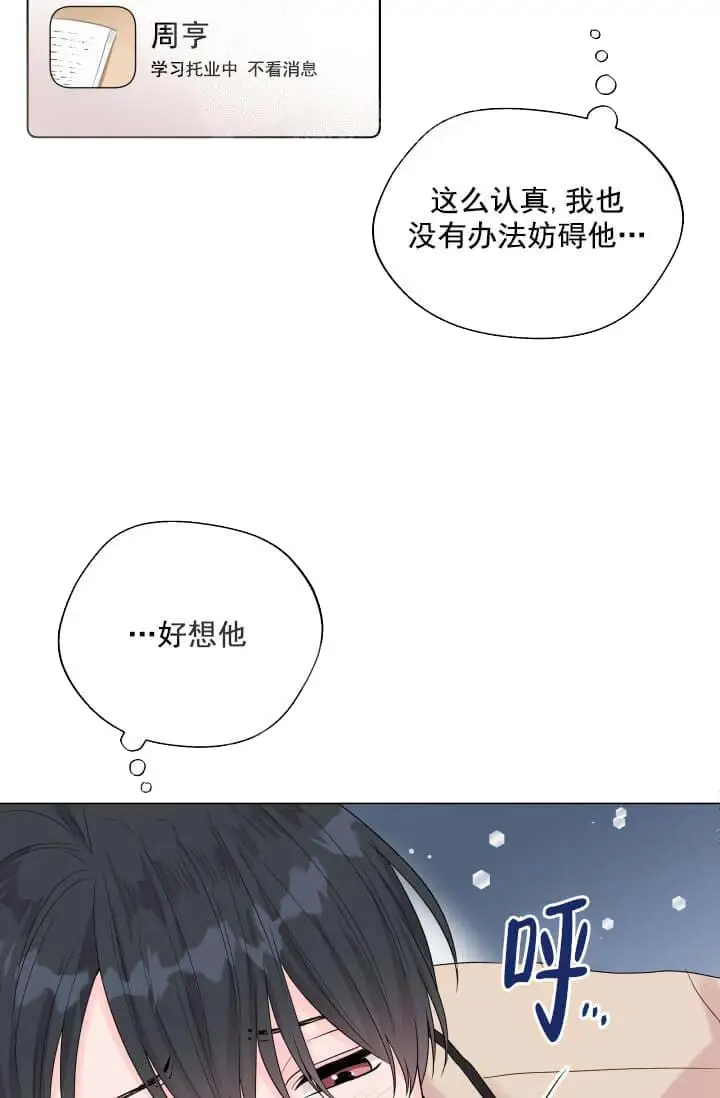 周亨
学习托业中 不看消息
这么认真,我也
没有办法妨碍他…
…好想他
呼